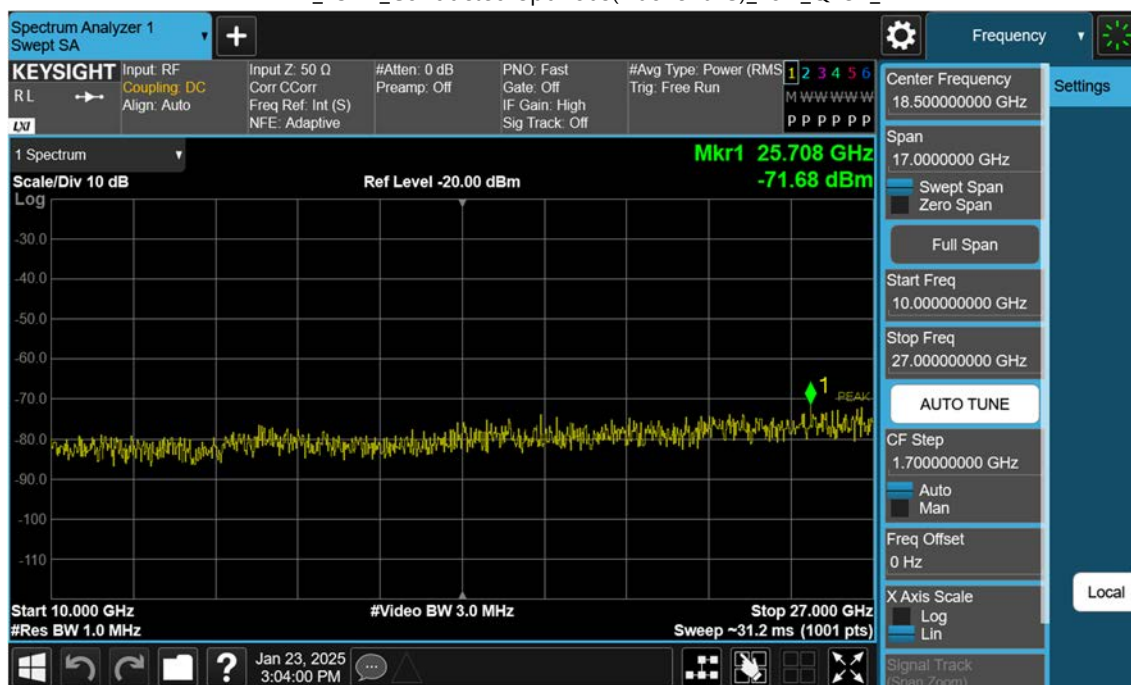 Spectrum Analyzer 1
Swept SA
Frequency
KEYSIGHT
RL
LXI
Input: RF
Coupling: DC
Align: Auto
Input Z: 50 Ω
Corr CCorr
Freq Ref: Int (S)
NFE: Adaptive
#Atten: 0 dB
Preamp: Off
PNO: Fast
Gate: Off
IF Gain: High
Sig Track: Off
#Avg Type: Power (RMS
Trig: Free Run
1 2 3 4 5 6
M W W W W W
P P P P P P
1 Spectrum
Scale/Div 10 dB
Ref Level -20.00 dBm
Mkr1 25.708 GHz
-71.68 dBm
Log
-30.0
-40.0
-50.0
-60.0
-70.0
-80.0
-90.0
-100
-110
1
PEAK
Start 10.000 GHz
#Video BW 3.0 MHz
Stop 27.000 GHz
#Res BW 1.0 MHz
Sweep ~31.2 ms (1001 pts)
Jan 23, 2025
3:04:00 PM
Center Frequency
18.500000000 GHz
Span
17.0000000 GHz
Swept Span
Zero Span
Full Span
Start Freq
10.000000000 GHz
Stop Freq
27.000000000 GHz
AUTO TUNE
CF Step
1.700000000 GHz
Auto
Man
Freq Offset
0 Hz
X Axis Scale
Log
Lin
Signal Track
(Span Zoom)
Settings
Local